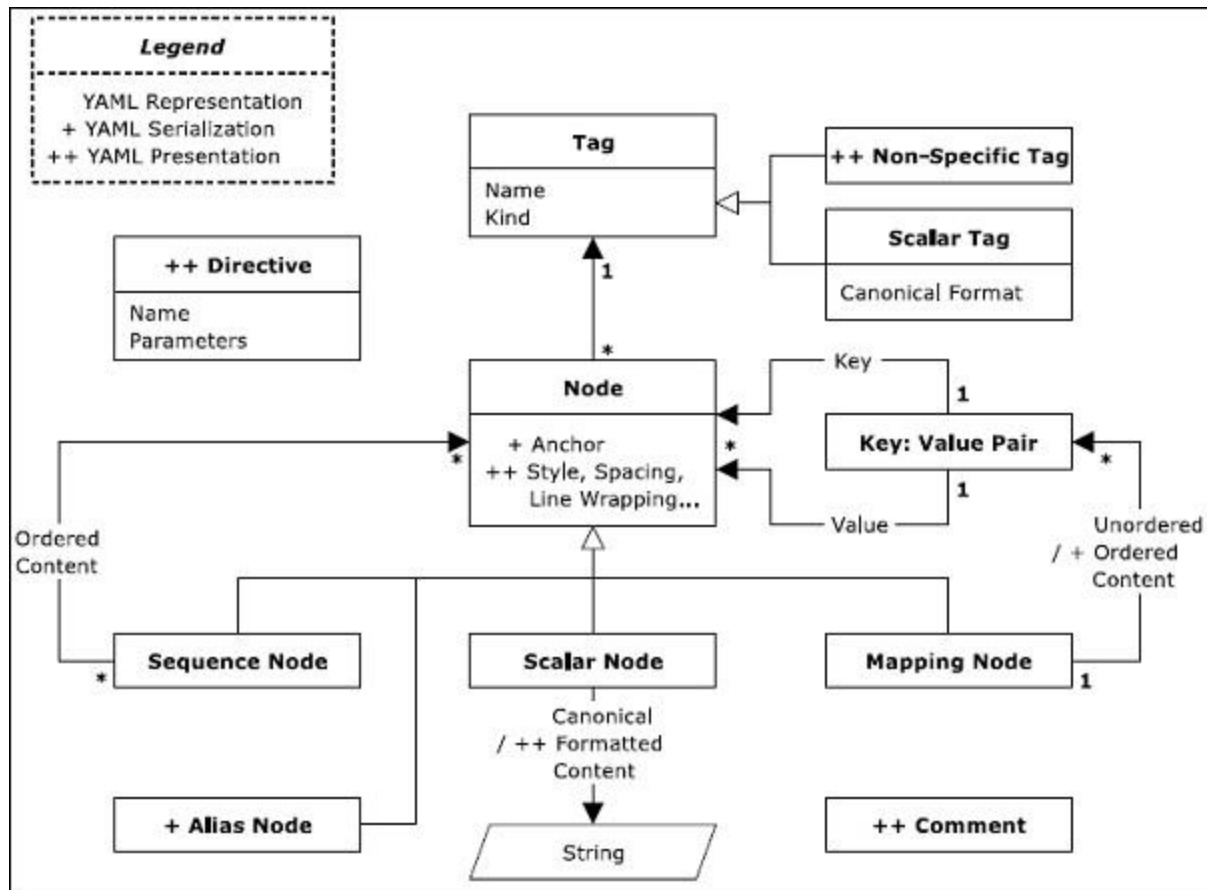 Legend
YAML Representation
+ YAML Serialization
++ YAML Presentation
Tag
Name
Kind
++ Non-Specific Tag
Scalar Tag
Canonical Format
++ Directive
Name
Parameters
1
*
Node
+ Anchor
++ Style, Spacing,
Line Wrapping...
Key
1
Key: Value Pair
*
*
*
1
Value
Ordered
Content
Unordered
/ + Ordered
Content
Sequence Node
*
Scalar Node
Mapping Node
1
Canonical
/ ++ Formatted
Content
+ Alias Node
String
++ Comment